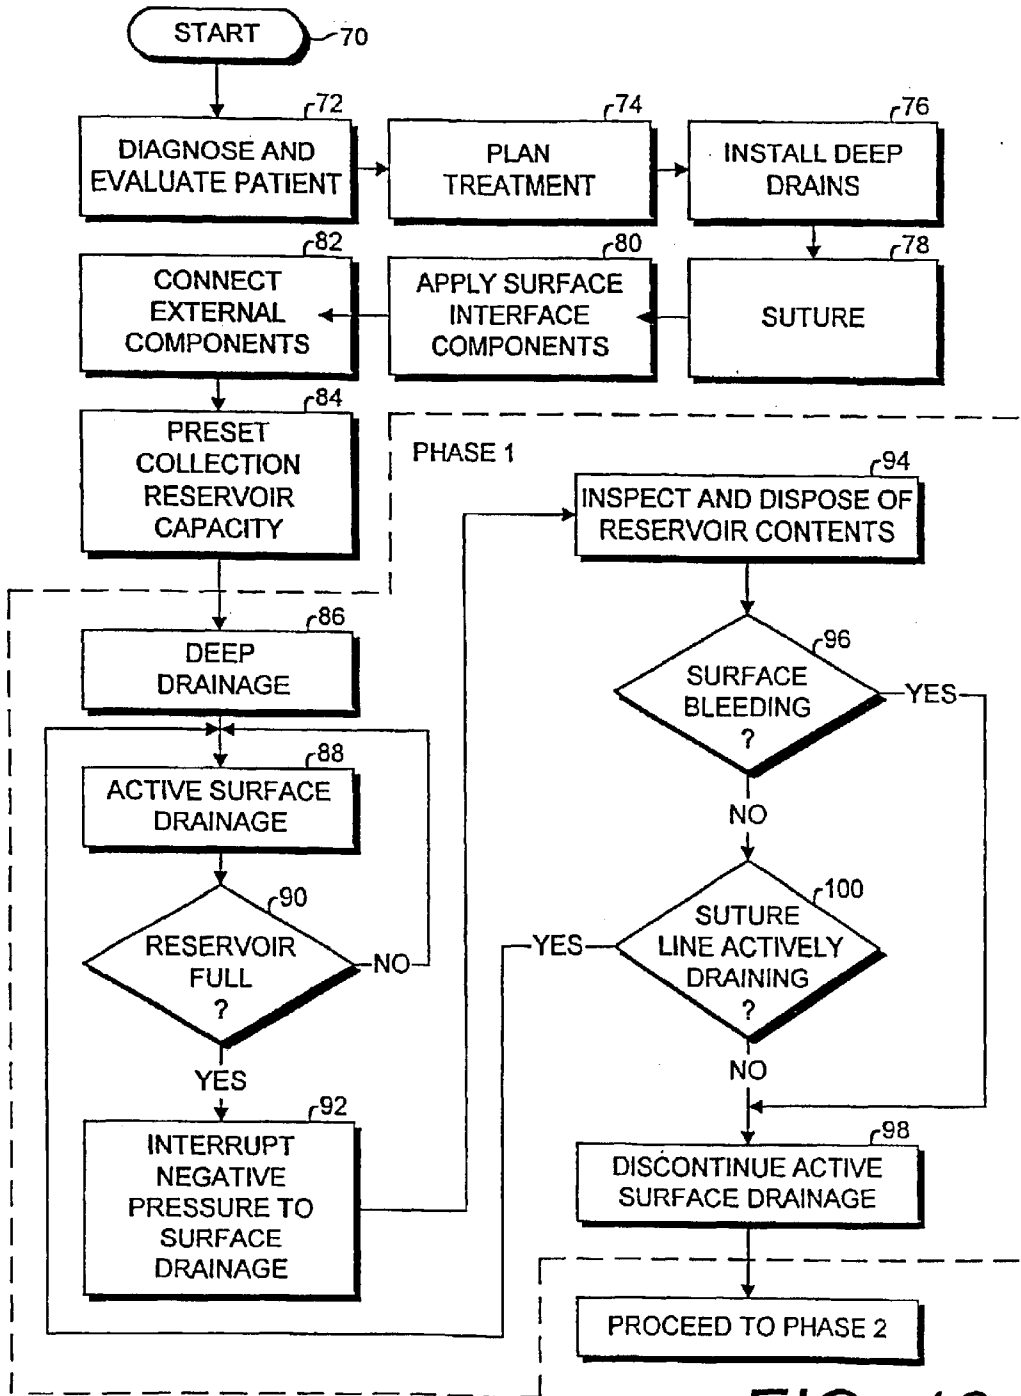 START
70
72
DIAGNOSE AND
EVALUATE PATIENT
74
PLAN
TREATMENT
76
INSTALL DEEP
DRAINS
78
SUTURE
80
APPLY SURFACE
INTERFACE
COMPONENTS
82
CONNECT
EXTERNAL
COMPONENTS
84
PRESET
COLLECTION
RESERVOIR
CAPACITY
PHASE 1
86
DEEP
DRAINAGE
88
ACTIVE SURFACE
DRAINAGE
90
RESERVOIR
FULL
?
NO
YES
92
INTERRUPT
NEGATIVE
PRESSURE TO
SURFACE
DRAINAGE
94
INSPECT AND DISPOSE OF
RESERVOIR CONTENTS
96
SURFACE
BLEEDING
?
YES
NO
100
SUTURE
LINE ACTIVELY
DRAINING
?
YES
NO
98
DISCONTINUE ACTIVE
SURFACE DRAINAGE
PROCEED TO PHASE 2